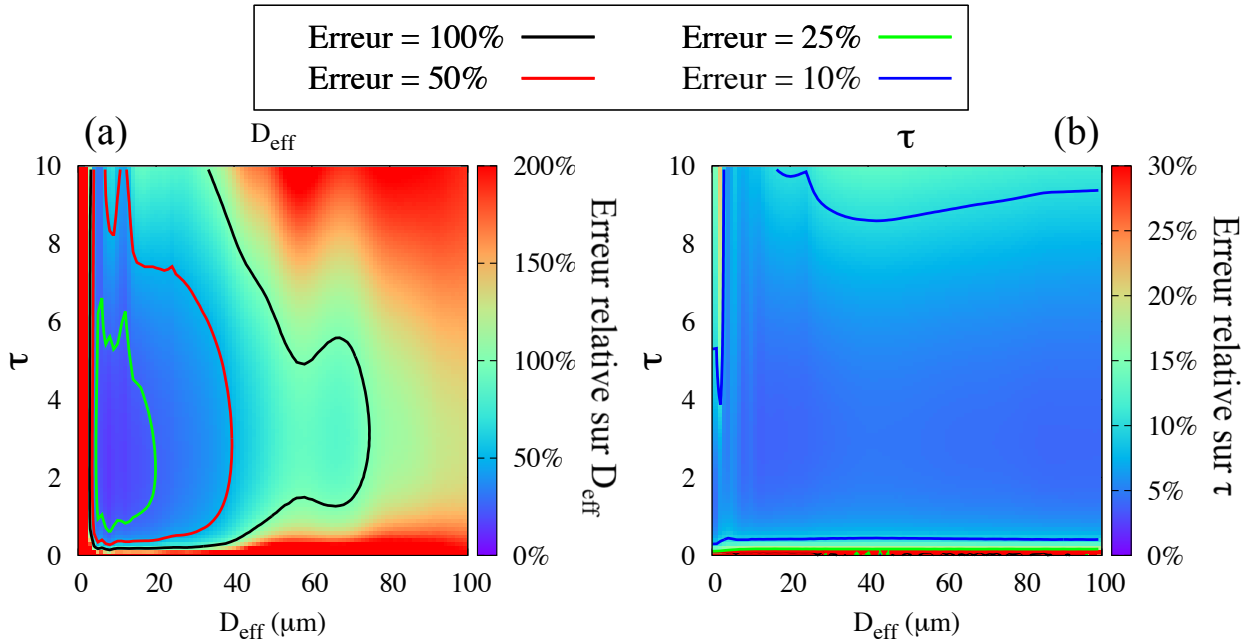 Erreur = 100%
Erreur = 25%
Erreur = 50%
Erreur = 10%
(a)
D_eff
τ
(b)
10
8
6
4
2
0
τ
0
20
40
60
80
100
D_eff (μm)
200%
150%
100%
50%
0%
Erreur relative sur D_eff
10
8
6
4
2
0
τ
0
20
40
60
80
100
D_eff (μm)
30%
25%
20%
15%
10%
5%
0%
Erreur relative sur τ